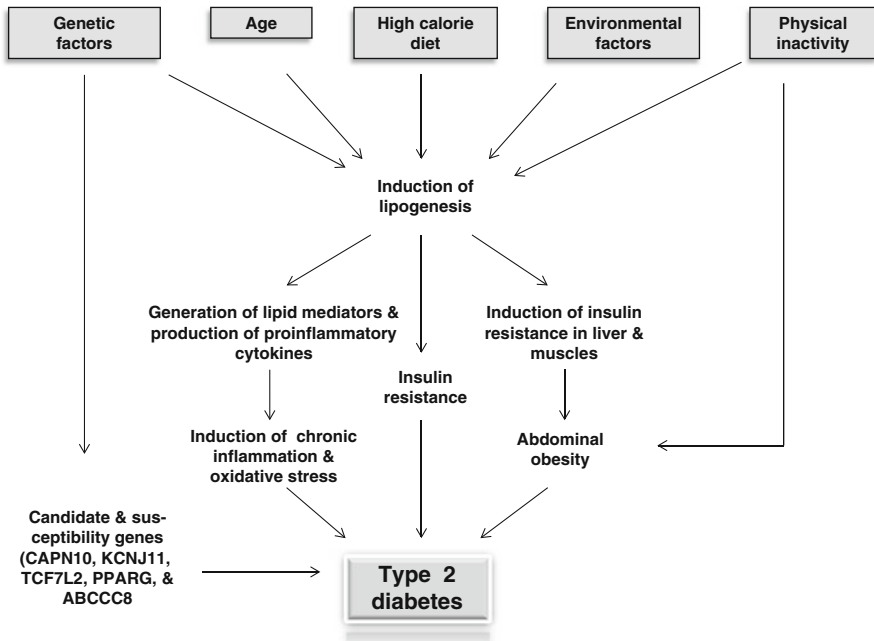 Genetic
factors
Age
High calorie
diet
Environmental
factors
Physical
inactivity
Induction of
lipogenesis
Generation of lipid mediators &
production of proinflammatory
cytokines
Induction of insulin
resistance in liver &
muscles
Insulin
resistance
Induction of chronic
inflammation &
oxidative stress
Abdominal
obesity
Candidate & sus-
ceptibility genes
(CAPN10, KCNJ11,
TCF7L2, PPARG, &
ABCCC8
Type 2
diabetes